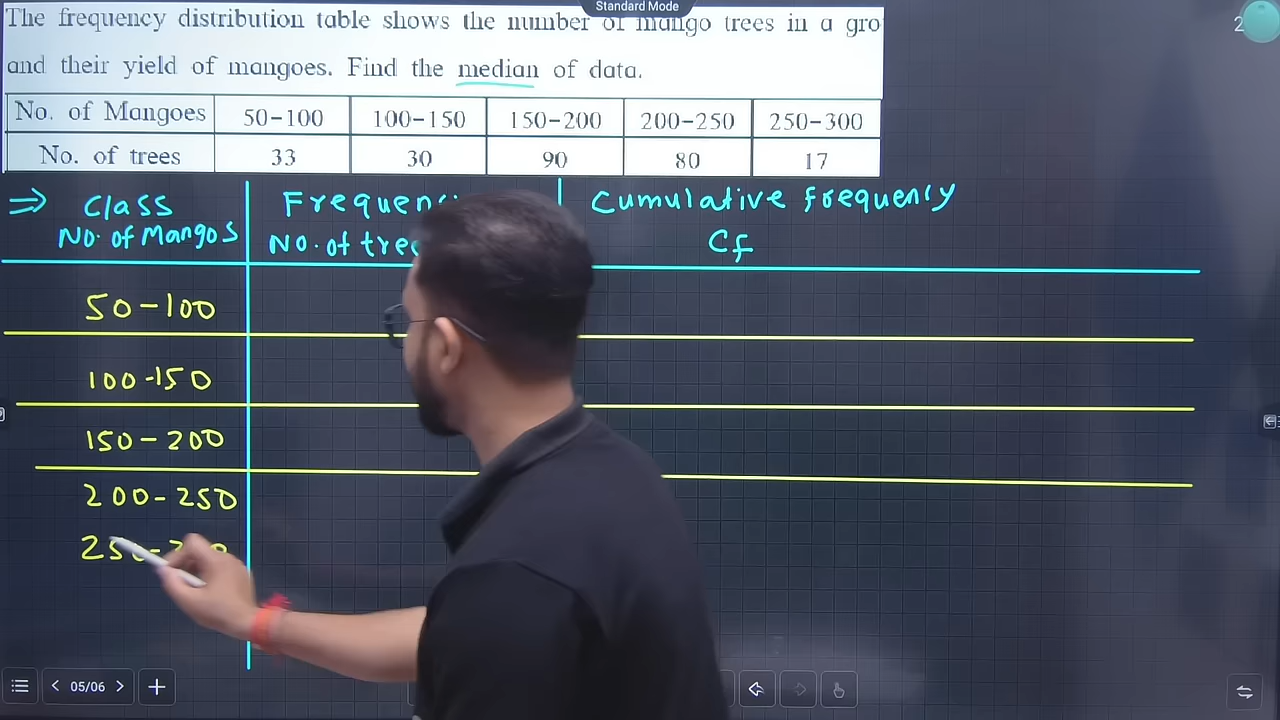 Standard Mode
The frequency distribution table shows the number of mango trees in a gro
and their yield of mangoes. Find the median of data.
No. of Mangoes 50-100 100-150 150-200 200-250 250-300
No. of trees 33 30 90 80 17
⇒ Class Cumulative frequency
No. of Mangos No. of Cf
50-100
100-150
150-200
200-250
05/06
2